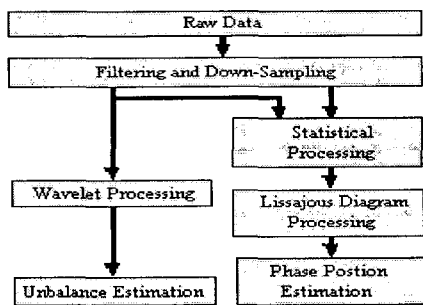 Raw Data
Filtering and Down-Sampling
Statistical
Processing
Wavelet Processing
Lissajous Diagram
Processing
Unbalance Estimation
Phase Postion
Estimation